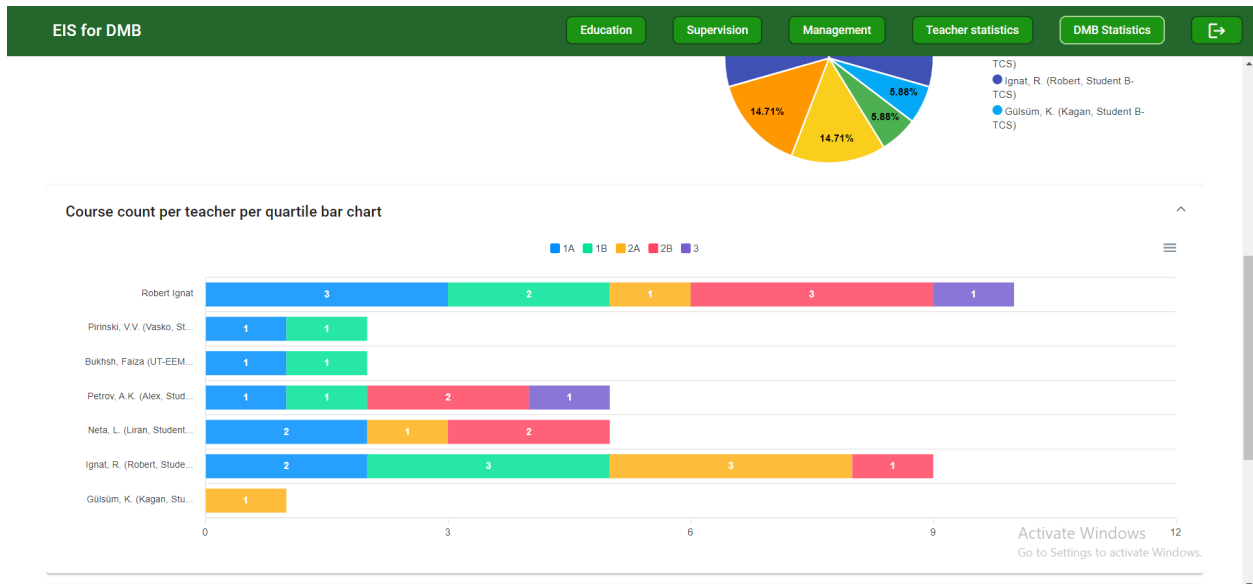 EIS for DMB
Education
Supervision
Management
Teacher statistics
DMB Statistics
TCS)
Ignat, R. (Robert, Student B-
TCS)
Gülsüm, K. (Kagan, Student B-
TCS)
5.88%
5.88%
14.71%
14.71%
Course count per teacher per quartile bar chart
1A 1B 2A 2B 3
Robert Ignat 3 2 1 3 1
Pirinski, V.V. (Vasko, St... 1 1
Bukhsh, Faiza (UT-EEM... 1 1
Petrov, A.K. (Alex, Stud... 1 1 2 1
Neta, L. (Liran, Student... 2 1 2
Ignat, R. (Robert, Stude... 2 3 3 1
Gülsüm, K. (Kagan, Stu... 1
0 3 6 9 12
Activate Windows
Go to Settings to activate Windows.